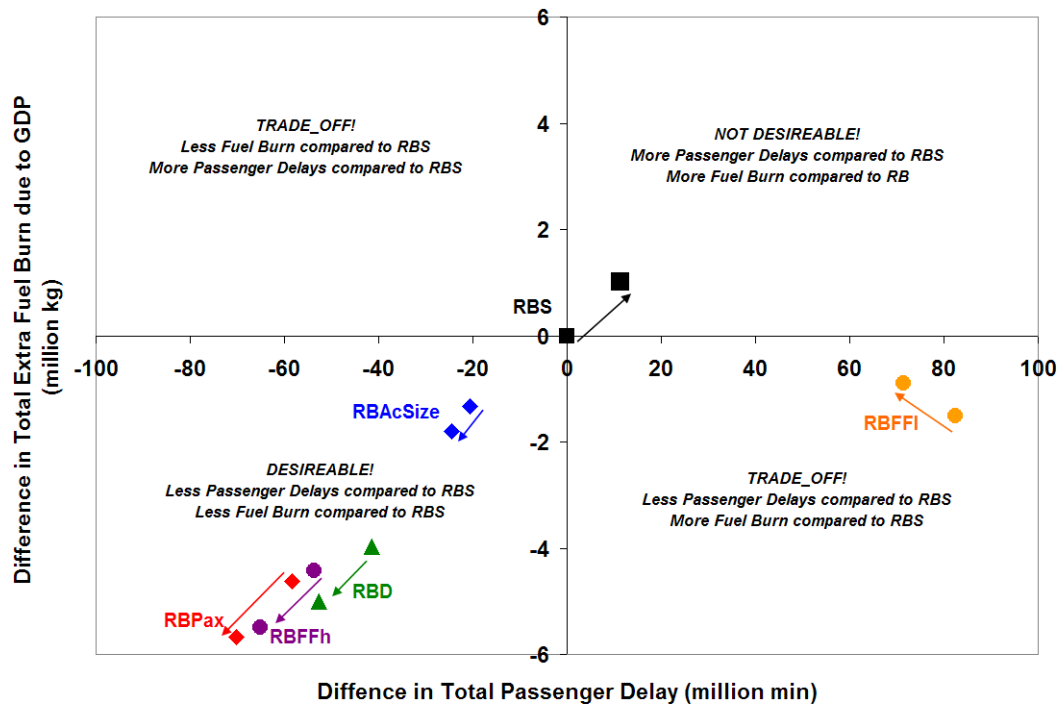 Difference in Total Extra Fuel Burn due to GDP
(million kg)
6
4
2
0
-2
-4
-6
-100
-80
-60
-40
-20
0
20
40
60
80
100
TRADE_OFF!
Less Fuel Burn compared to RBS
More Passenger Delays compared to RBS
NOT DESIREABLE!
More Passenger Delays compared to RBS
More Fuel Burn compared to RB
RBS
RBAcSize
RBFFl
DESIREABLE!
Less Passenger Delays compared to RBS
Less Fuel Burn compared to RBS
TRADE_OFF!
Less Passenger Delays compared to RBS
More Fuel Burn compared to RBS
RBD
RBPax
RBFFh
Diffence in Total Passenger Delay (million min)